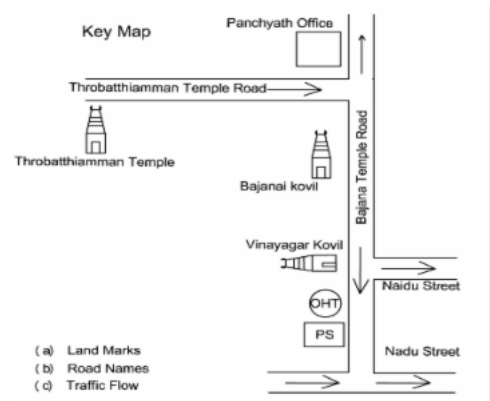 Panchyath Office
Key Map
Throbatthiamman Temple Road
Throbatthiamman Temple
Bajanai kovil
Bajana Temple Road
Vinayagar Kovil
Naidu Street
OHT
PS
Nadu Street
(a) Land Marks
(b) Road Names
(c) Traffic Flow